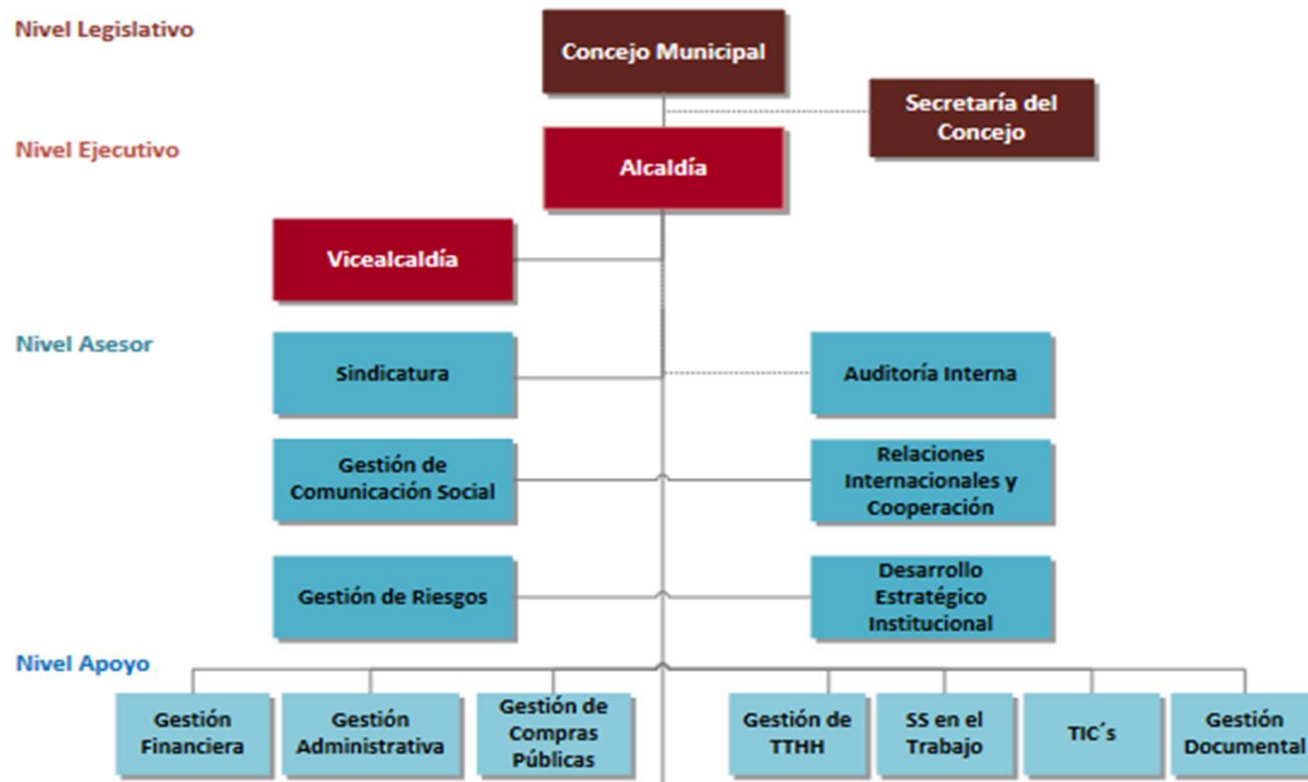 Nivel Legislativo
Concejo Municipal
Secretaría del
Concejo
Nivel Ejecutivo
Alcaldía
Vicealcaldía
Nivel Asesor
Sindicatura
Auditoría Interna
Gestión de
Comunicación Social
Relaciones
Internacionales y
Cooperación
Gestión de Riesgos
Desarrollo
Estratégico
Institucional
Nivel Apoyo
Gestión
Financiera
Gestión
Administrativa
Gestión de
Compras
Públicas
Gestión de
TTHH
SS en el
Trabajo
TIC´s
Gestión
Documental